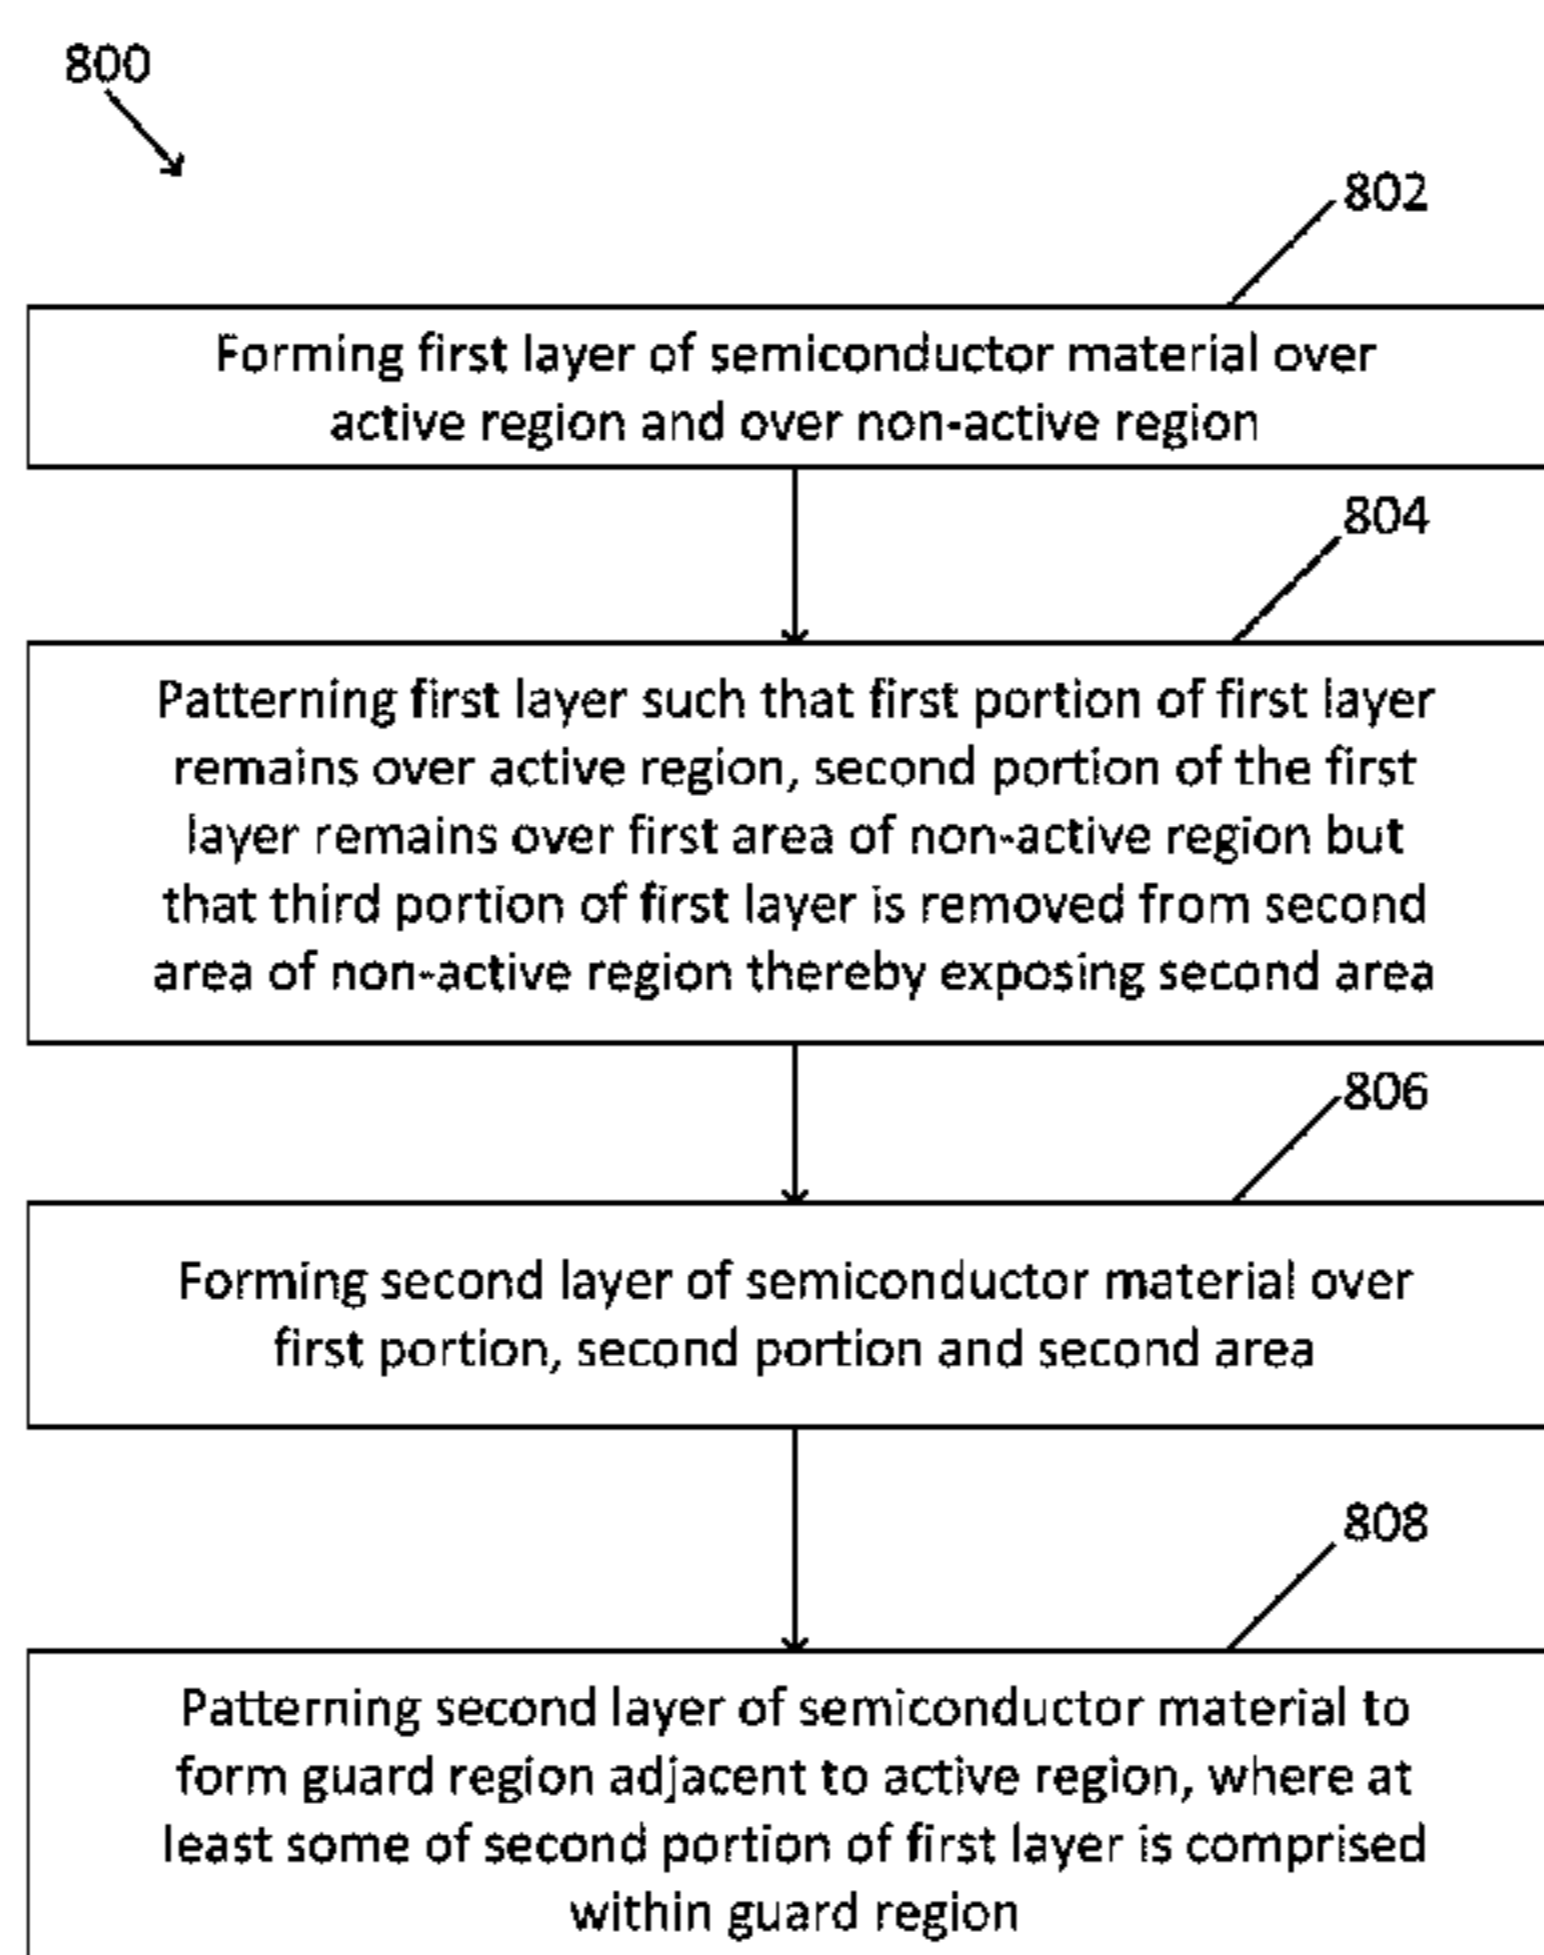 800
802
Forming first layer of semiconductor material over
active region and over non-active region
804
Patterning first layer such that first portion of first layer
remains over active region, second portion of the first
layer remains over first area of non-active region but
that third portion of first layer is removed from second
area of non-active region thereby exposing second area
806
Forming second layer of semiconductor material over
first portion, second portion and second area
808
Patterning second layer of semiconductor material to
form guard region adjacent to active region, where at
least some of second portion of first layer is comprised
within guard region